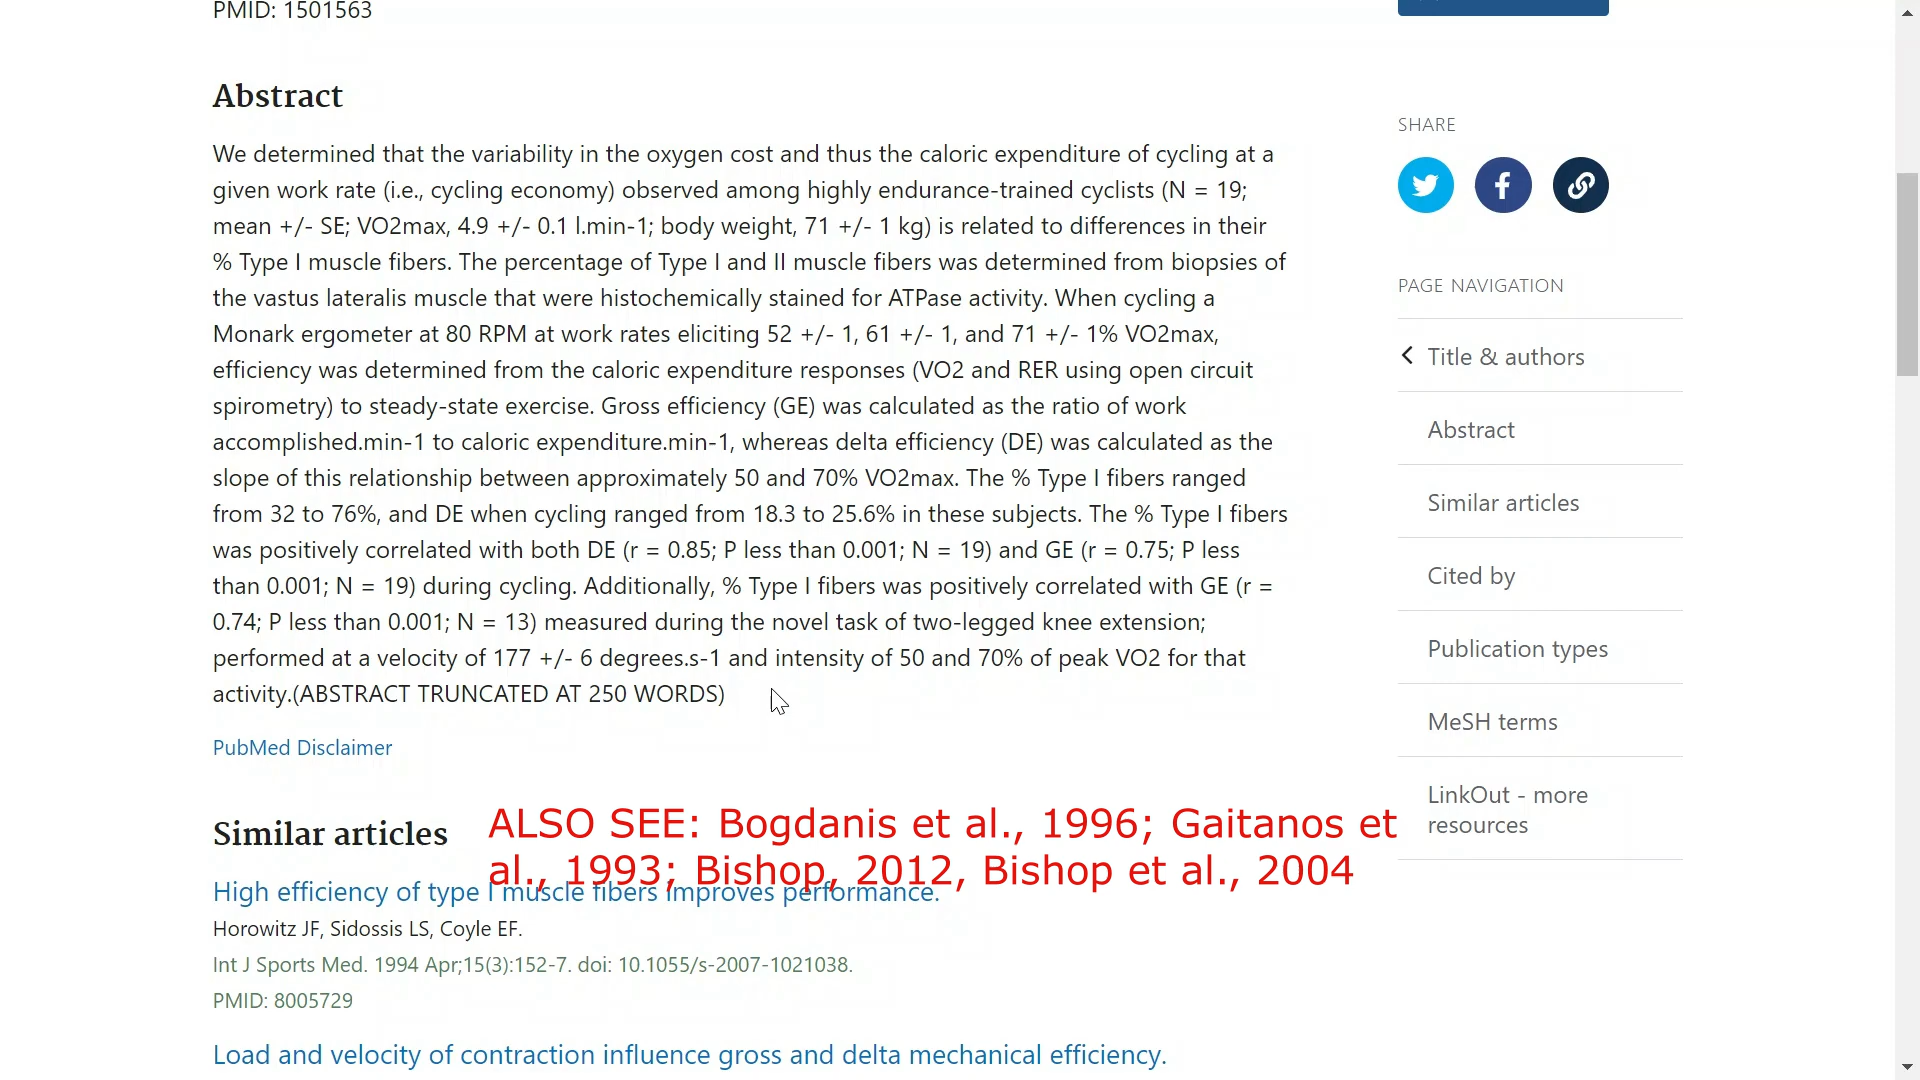 PMID: 1501563
Abstract
We determined that the variability in the oxygen cost and thus the caloric expenditure of cycling at a
given work rate (i.e., cycling economy) observed among highly endurance-trained cyclists (N = 19;
mean +/- SE; VO2max, 4.9 +/- 0.1 l.min-1; body weight, 71 +/- 1 kg) is related to differences in their
% Type I muscle fibers. The percentage of Type I and II muscle fibers was determined from biopsies of
the vastus lateralis muscle that were histochemically stained for ATPase activity. When cycling a
Monark ergometer at 80 RPM at work rates eliciting 52 +/- 1, 61 +/- 1, and 71 +/- 1% VO2max,
efficiency was determined from the caloric expenditure responses (VO2 and RER using open circuit
spirometry) to steady-state exercise. Gross efficiency (GE) was calculated as the ratio of work
accomplished.min-1 to caloric expenditure.min-1, whereas delta efficiency (DE) was calculated as the
slope of this relationship between approximately 50 and 70% VO2max. The % Type I fibers ranged
from 32 to 76%, and DE when cycling ranged from 18.3 to 25.6% in these subjects. The % Type I fibers
was positively correlated with both DE (r = 0.85; P less than 0.001; N = 19) and GE (r = 0.75; P less
than 0.001; N = 19) during cycling. Additionally, % Type I fibers was positively correlated with GE (r =
0.74; P less than 0.001; N = 13) measured during the novel task of two-legged knee extension;
performed at a velocity of 177 +/- 6 degrees.s-1 and intensity of 50 and 70% of peak VO2 for that
activity.(ABSTRACT TRUNCATED AT 250 WORDS)
PubMed Disclaimer
Similar articles
ALSO SEE: Bogdanis et al., 1996; Gaitanos et
al., 1993; Bishop, 2012, Bishop et al., 2004
High efficiency of type I muscle fibers improves performance.
Horowitz JF, Sidossis LS, Coyle EF.
Int J Sports Med. 1994 Apr;15(3):152-7. doi: 10.1055/s-2007-1021038.
PMID: 8005729
Load and velocity of contraction influence gross and delta mechanical efficiency.
SHARE
PAGE NAVIGATION
Title & authors
Abstract
Similar articles
Cited by
Publication types
MeSH terms
LinkOut - more
resources